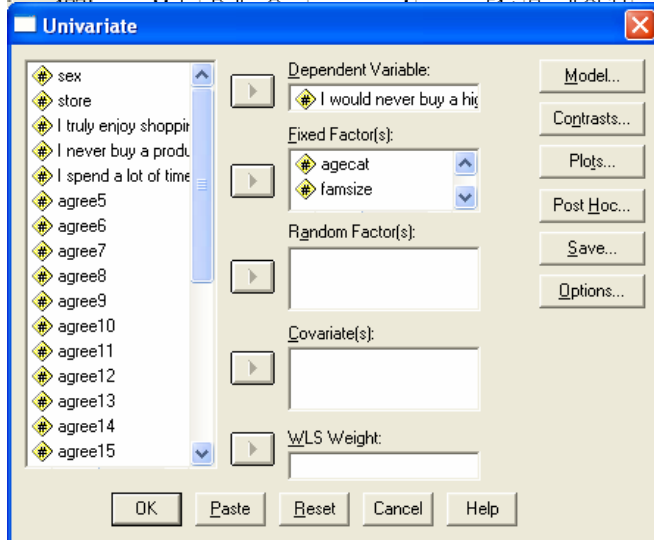 Univariate
sex
store
I truly enjoy shoppin
I never buy a produ
I spend a lot of time
agree5
agree6
agree7
agree8
agree9
agree10
agree11
agree12
agree13
agree14
agree15
Dependent Variable:
I would never buy a hig
Fixed Factor(s):
agecat
famsize
Random Factor(s):
Covariate(s):
WLS Weight:
Model...
Contrasts...
Plots...
Post Hoc...
Save...
Options...
OK Paste Reset Cancel Help